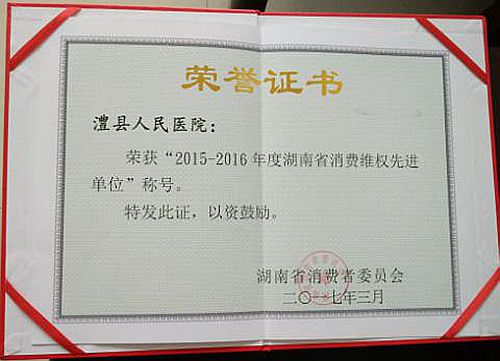 荣誉证书
澧县人民医院：
荣获“2015-2016年度湖南省消费维权先进
单位”称号。
特发此证，以资鼓励。
湖南省消费者委员会
二〇一七年三月